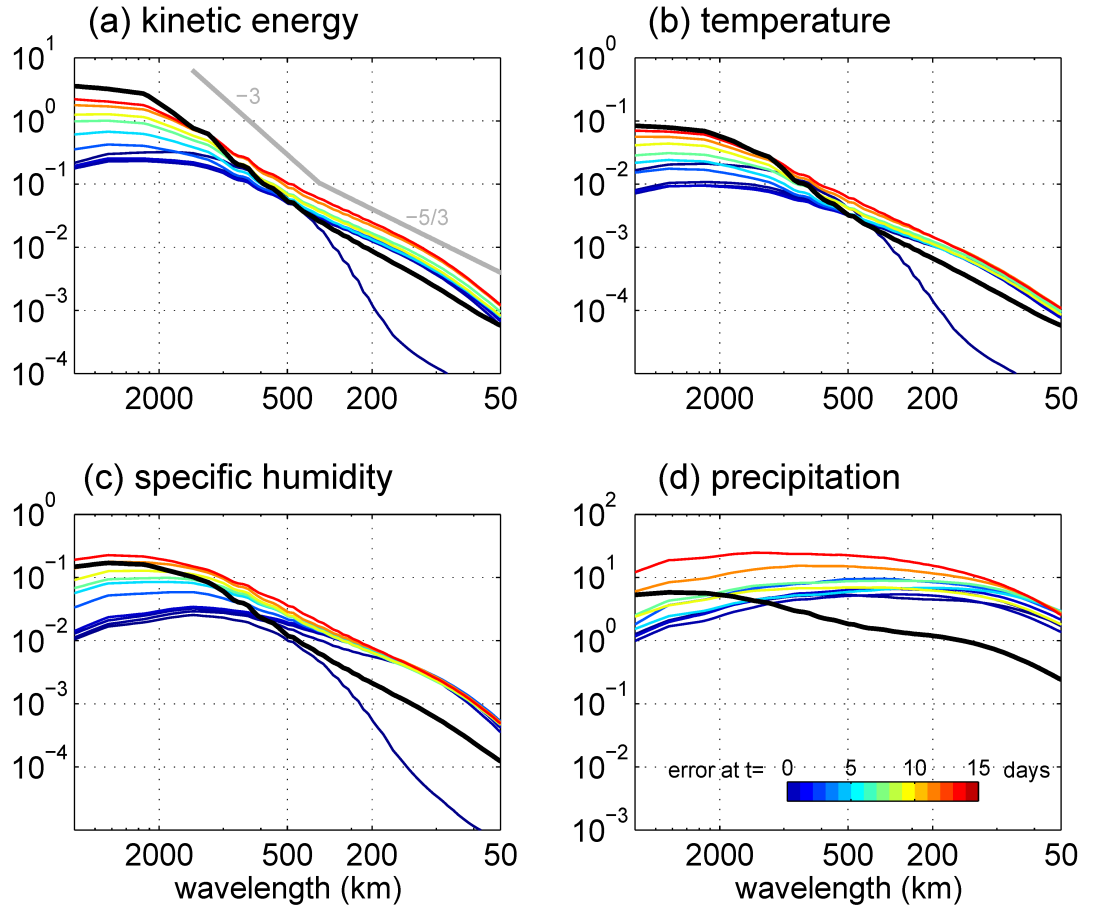 (a) kinetic energy
10^1
10^0
10^−1
10^−2
10^−3
10^−4
−3
−5/3
2000 500 200 50
(b) temperature
10^0
10^−1
10^−2
10^−3
10^−4
2000 500 200 50
(c) specific humidity
10^0
10^−1
10^−2
10^−3
10^−4
2000 500 200 50
wavelength (km)
(d) precipitation
10^2
10^1
10^0
10^−1
10^−2
10^−3
error at t= 0 5 10 15 days
2000 500 200 50
wavelength (km)